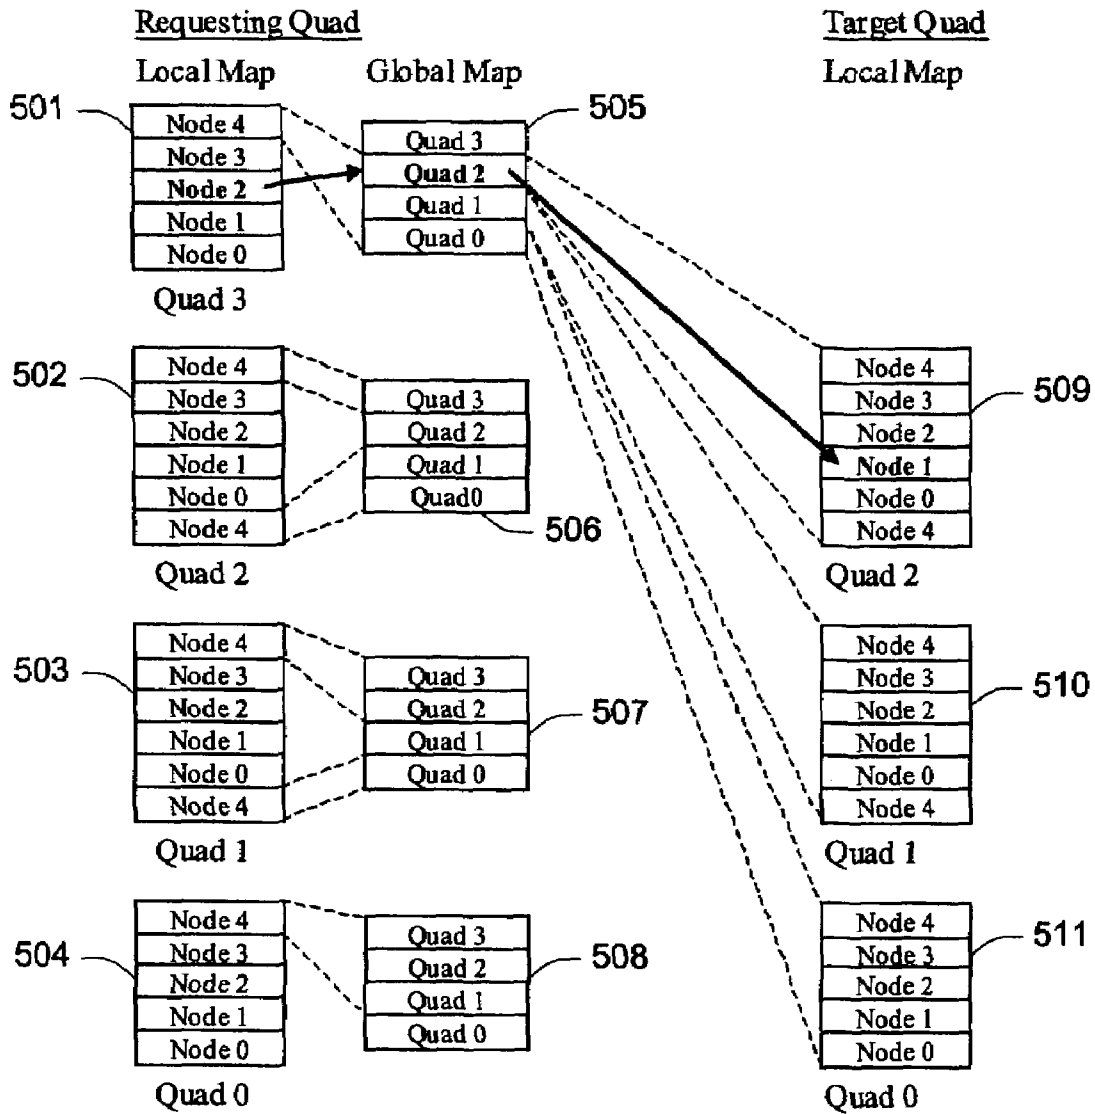 Requesting Quad
Target Quad
Local Map
Global Map
Local Map
501
Node 4
Node 3
Node 2
Node 1
Node 0
Quad 3
505
Quad 3
Quad 2
Quad 1
Quad 0
502
Node 4
Node 3
Node 2
Node 1
Node 0
Node 4
Quad 2
Quad 3
Quad 2
Quad 1
Quad0
506
Node 4
Node 3
Node 2
Node 1
Node 0
Node 4
509
Quad 2
503
Node 4
Node 3
Node 2
Node 1
Node 0
Node 4
Quad 1
Quad 3
Quad 2
Quad 1
Quad 0
507
Node 4
Node 3
Node 2
Node 1
Node 0
Node 4
510
Quad 1
504
Node 4
Node 3
Node 2
Node 1
Node 0
Quad 0
Quad 3
Quad 2
Quad 1
Quad 0
508
Node 4
Node 3
Node 2
Node 1
Node 0
511
Quad 0